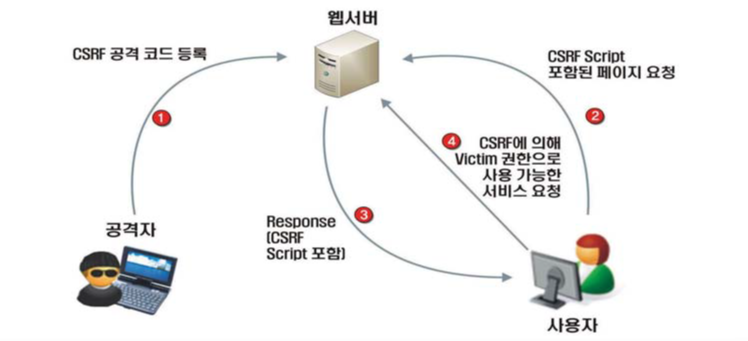 웹서버
CSRF 공격 코드 등록
CSRF Script
포함된 페이지 요청
1
2
4
CSRF에 의해
Victim 권한으로
사용 가능한
서비스 요청
3
Response
(CSRF
Script 포함)
공격자
사용자